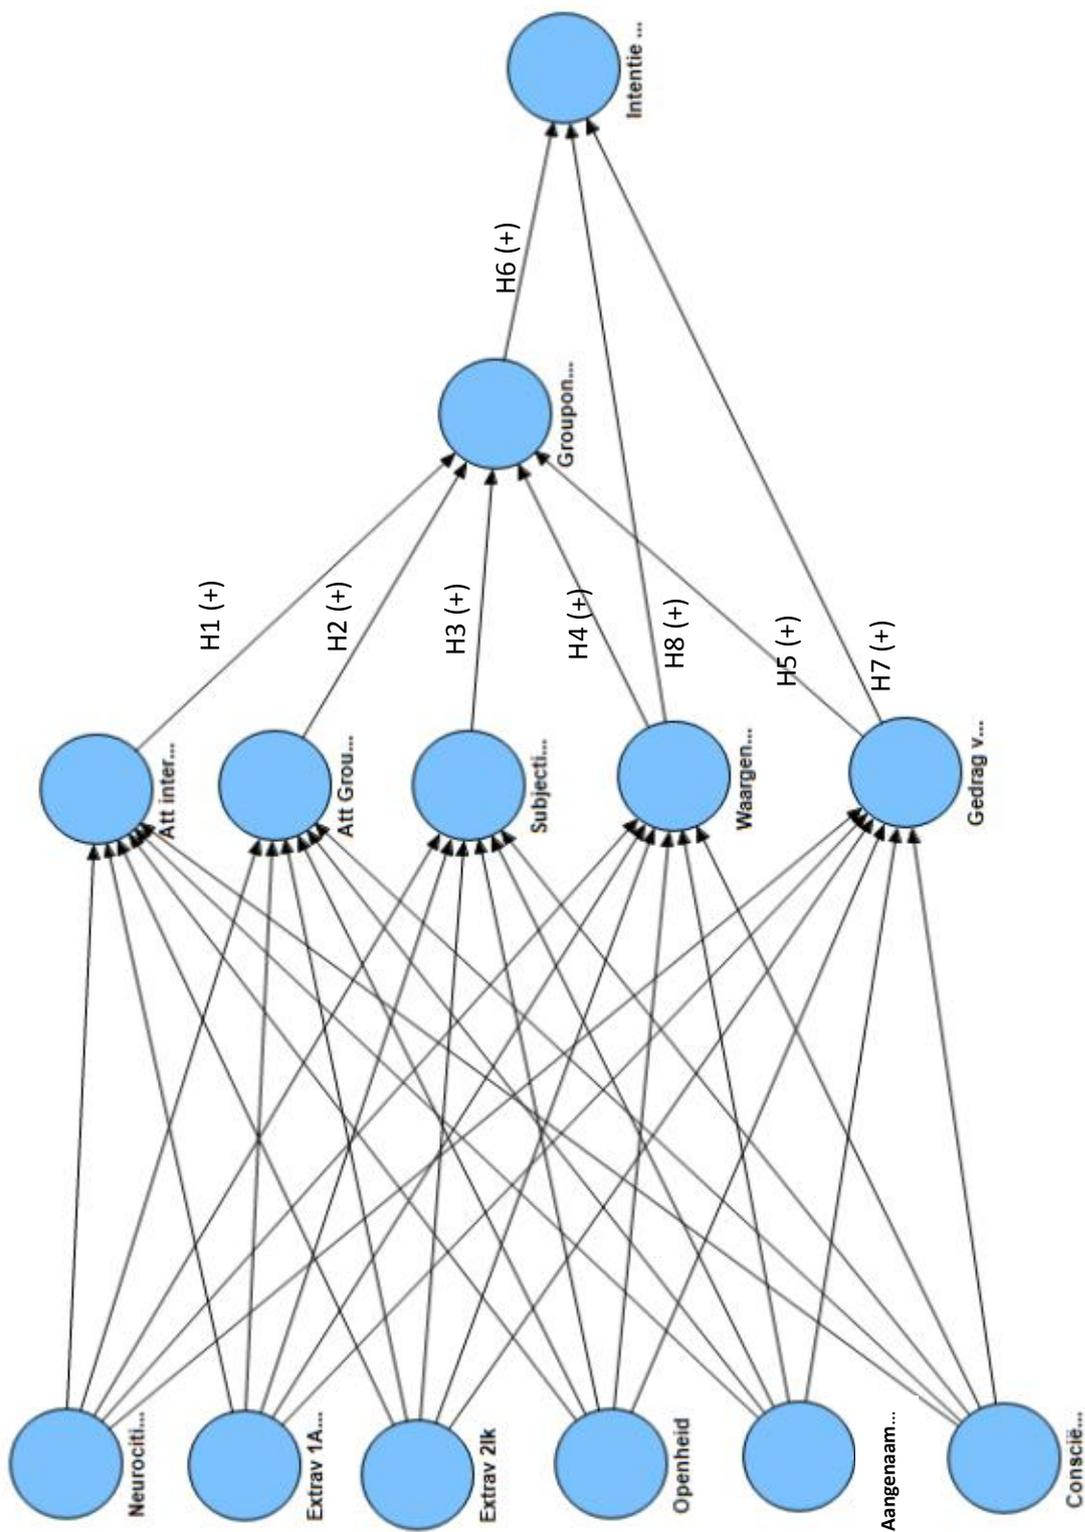 Neurociti...
Extrav 1A...
Extrav 2Ik
Openheid
Aangenaam...
Conscië...
Att inter...
Att Grou...
Subjecti...
Waargen...
Gedrag v...
H1 (+)
H2 (+)
H3 (+)
H4 (+)
H8 (+)
H5 (+)
H7 (+)
Groupon...
H6 (+)
Intentie ...